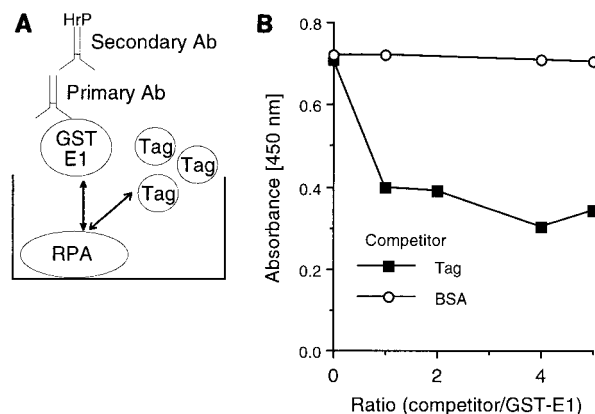 A
HrP
Secondary Ab
Primary Ab
GST
E1
Tag
Tag
Tag
RPA
B
0.8
0.6
0.4
0.2
0.0
Absorbance [450 nm]
Competitor
Tag
BSA
0
2
4
Ratio (competitor/GST-E1)